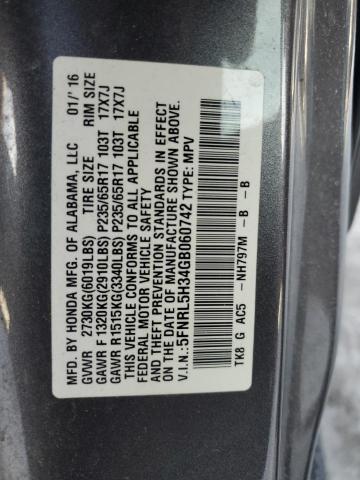 MFD. BY HONDA MFG. OF ALABAMA, LLC 01/'16
GVWR 2730KG(6019LBS) TIRE SIZE RIM SIZE
GAWR F 1320KG(2910LBS) P235/65R17 103T 17X7J
GAWR R 1515KG(3340LBS) P235/65R17 103T 17X7J
THIS VEHICLE CONFORMS TO ALL APPLICABLE
FEDERAL MOTOR VEHICLE SAFETY
AND THEFT PREVENTION STANDARDS IN EFFECT
ON THE DATE OF MANUFACTURE SHOWN ABOVE.
V.I.N.:5FNRL5H34GB060742 TYPE: MPV
TK8 G AC5 - NH797M - B - B